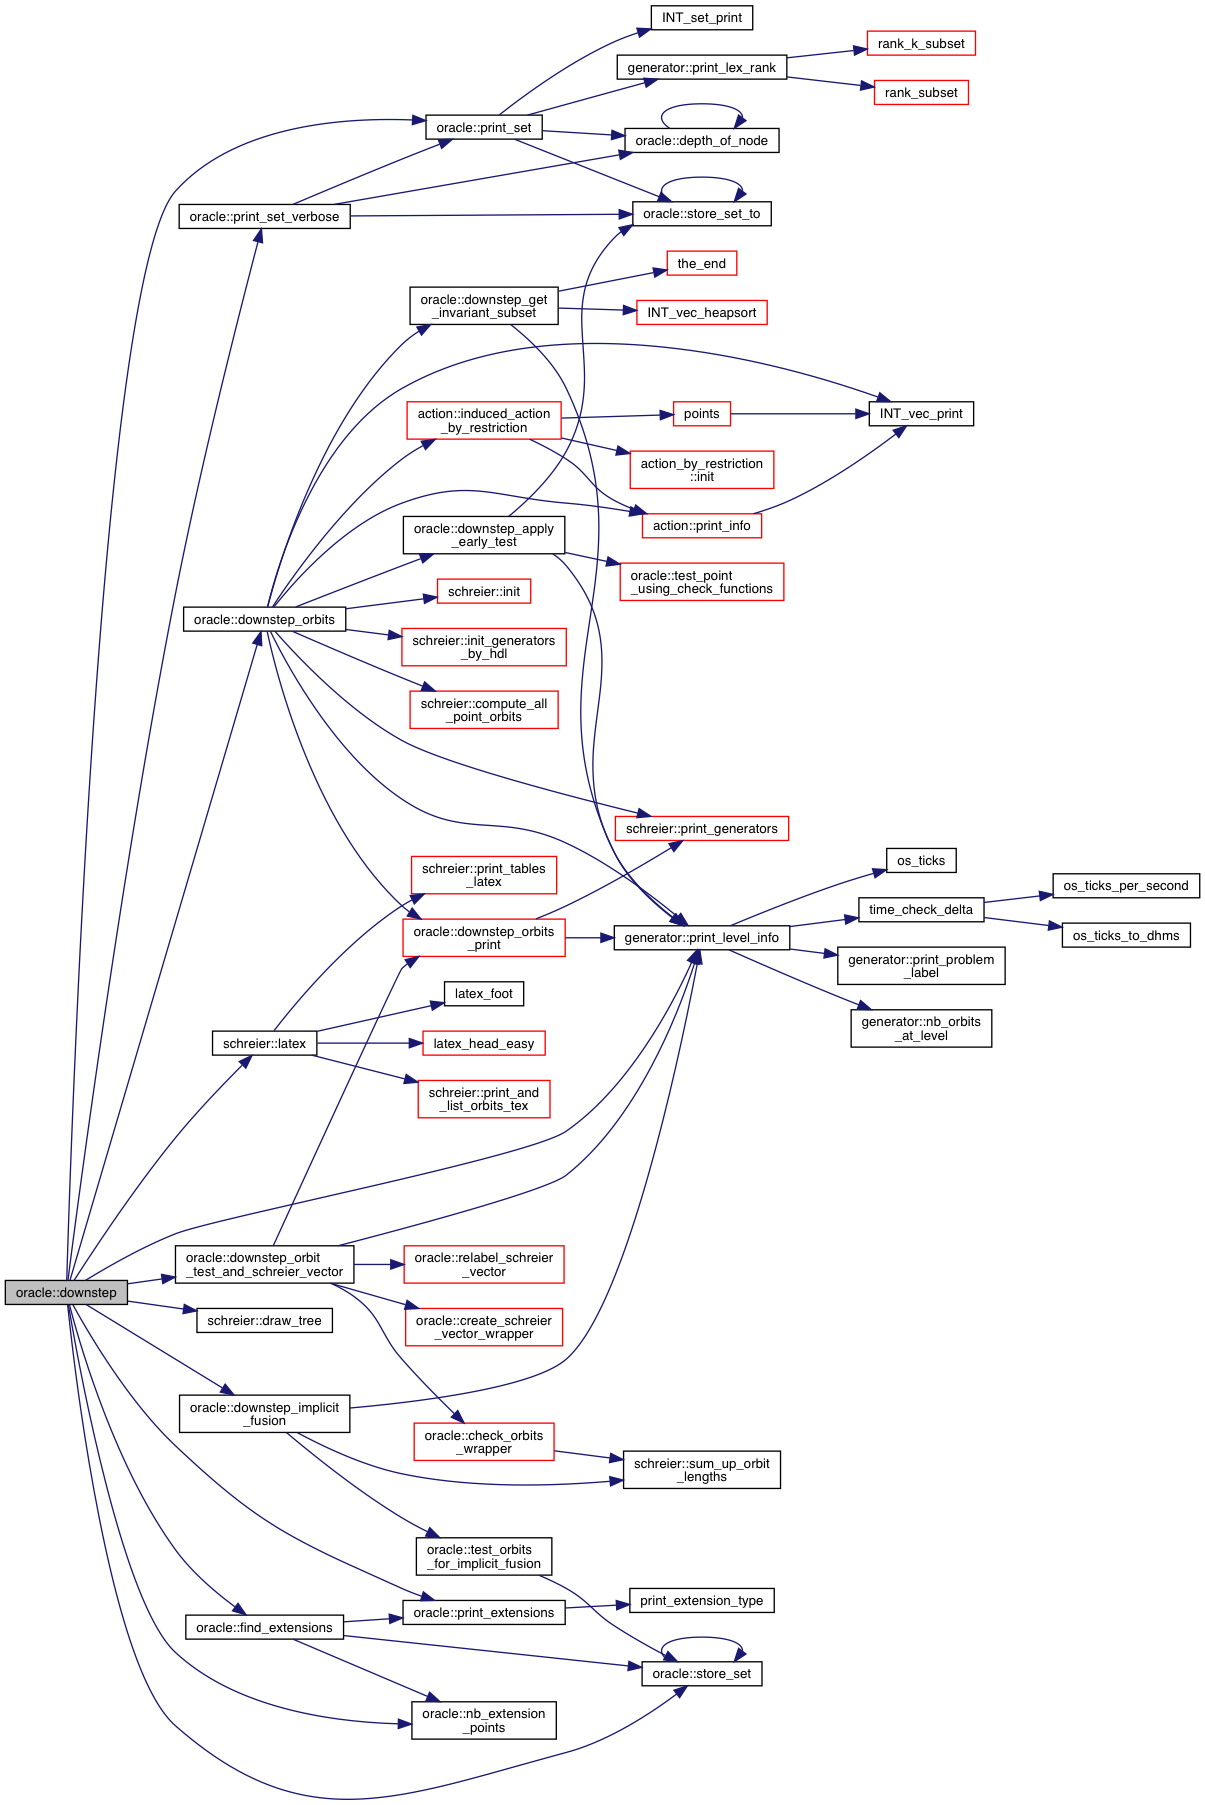 INT_set_print
rank_k_subset
generator::print_lex_rank
rank_subset
oracle::print_set
oracle::depth_of_node
oracle::print_set_verbose
oracle::store_set_to
the_end
oracle::downstep_get
_invariant_subset
INT_vec_heapsort
action::induced_action
_by_restriction
points
INT_vec_print
action_by_restriction
::init
oracle::downstep_apply
_early_test
action::print_info
oracle::test_point
_using_check_functions
schreier::init
oracle::downstep_orbits
schreier::init_generators
_by_hdl
schreier::compute_all
_point_orbits
schreier::print_generators
os_ticks
schreier::print_tables
_latex
os_ticks_per_second
time_check_delta
oracle::downstep_orbits
_print
generator::print_level_info
os_ticks_to_dhms
generator::print_problem
_label
latex_foot
generator::nb_orbits
_at_level
schreier::latex
latex_head_easy
schreier::print_and
_list_orbits_tex
oracle::downstep_orbit
_test_and_schreier_vector
oracle::relabel_schreier
_vector
oracle::downstep
schreier::draw_tree
oracle::create_schreier
_vector_wrapper
oracle::downstep_implicit
_fusion
oracle::check_orbits
_wrapper
schreier::sum_up_orbit
_lengths
oracle::test_orbits
_for_implicit_fusion
print_extension_type
oracle::print_extensions
oracle::find_extensions
oracle::store_set
oracle::nb_extension
_points